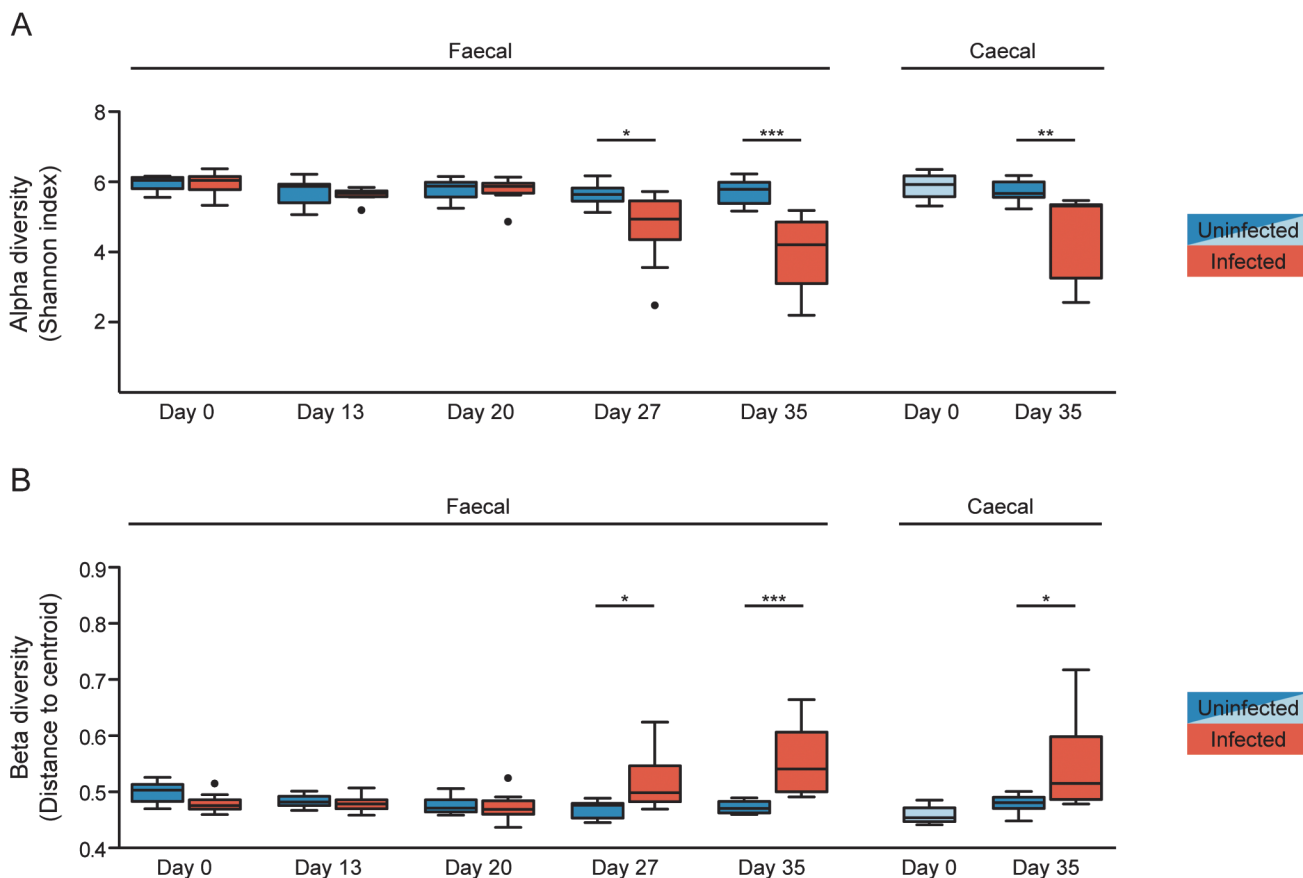 A
Faecal
Caecal
Alpha diversity
(Shannon index)
8
6
4
2
*
***
**
Day 0
Day 13
Day 20
Day 27
Day 35
Day 0
Day 35
Uninfected
Infected
B
Faecal
Caecal
Beta diversity
(Distance to centroid)
0.9
0.8
0.7
0.6
0.5
0.4
*
***
*
Day 0
Day 13
Day 20
Day 27
Day 35
Day 0
Day 35
Uninfected
Infected